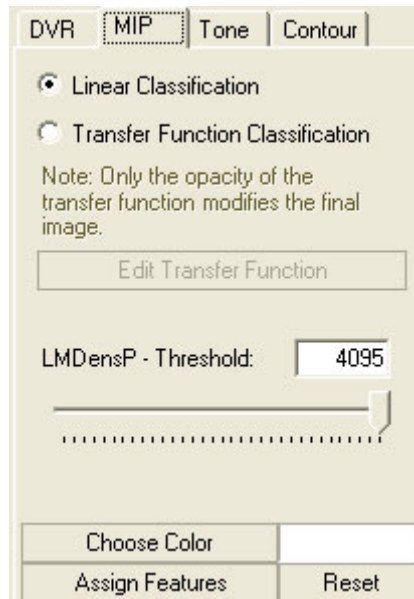 DVR MIP Tone Contour
Linear Classification
Transfer Function Classification
Note: Only the opacity of the
transfer function modifies the final
image.
Edit Transfer Function
LMDensP - Threshold: 4095
Choose Color
Assign Features Reset